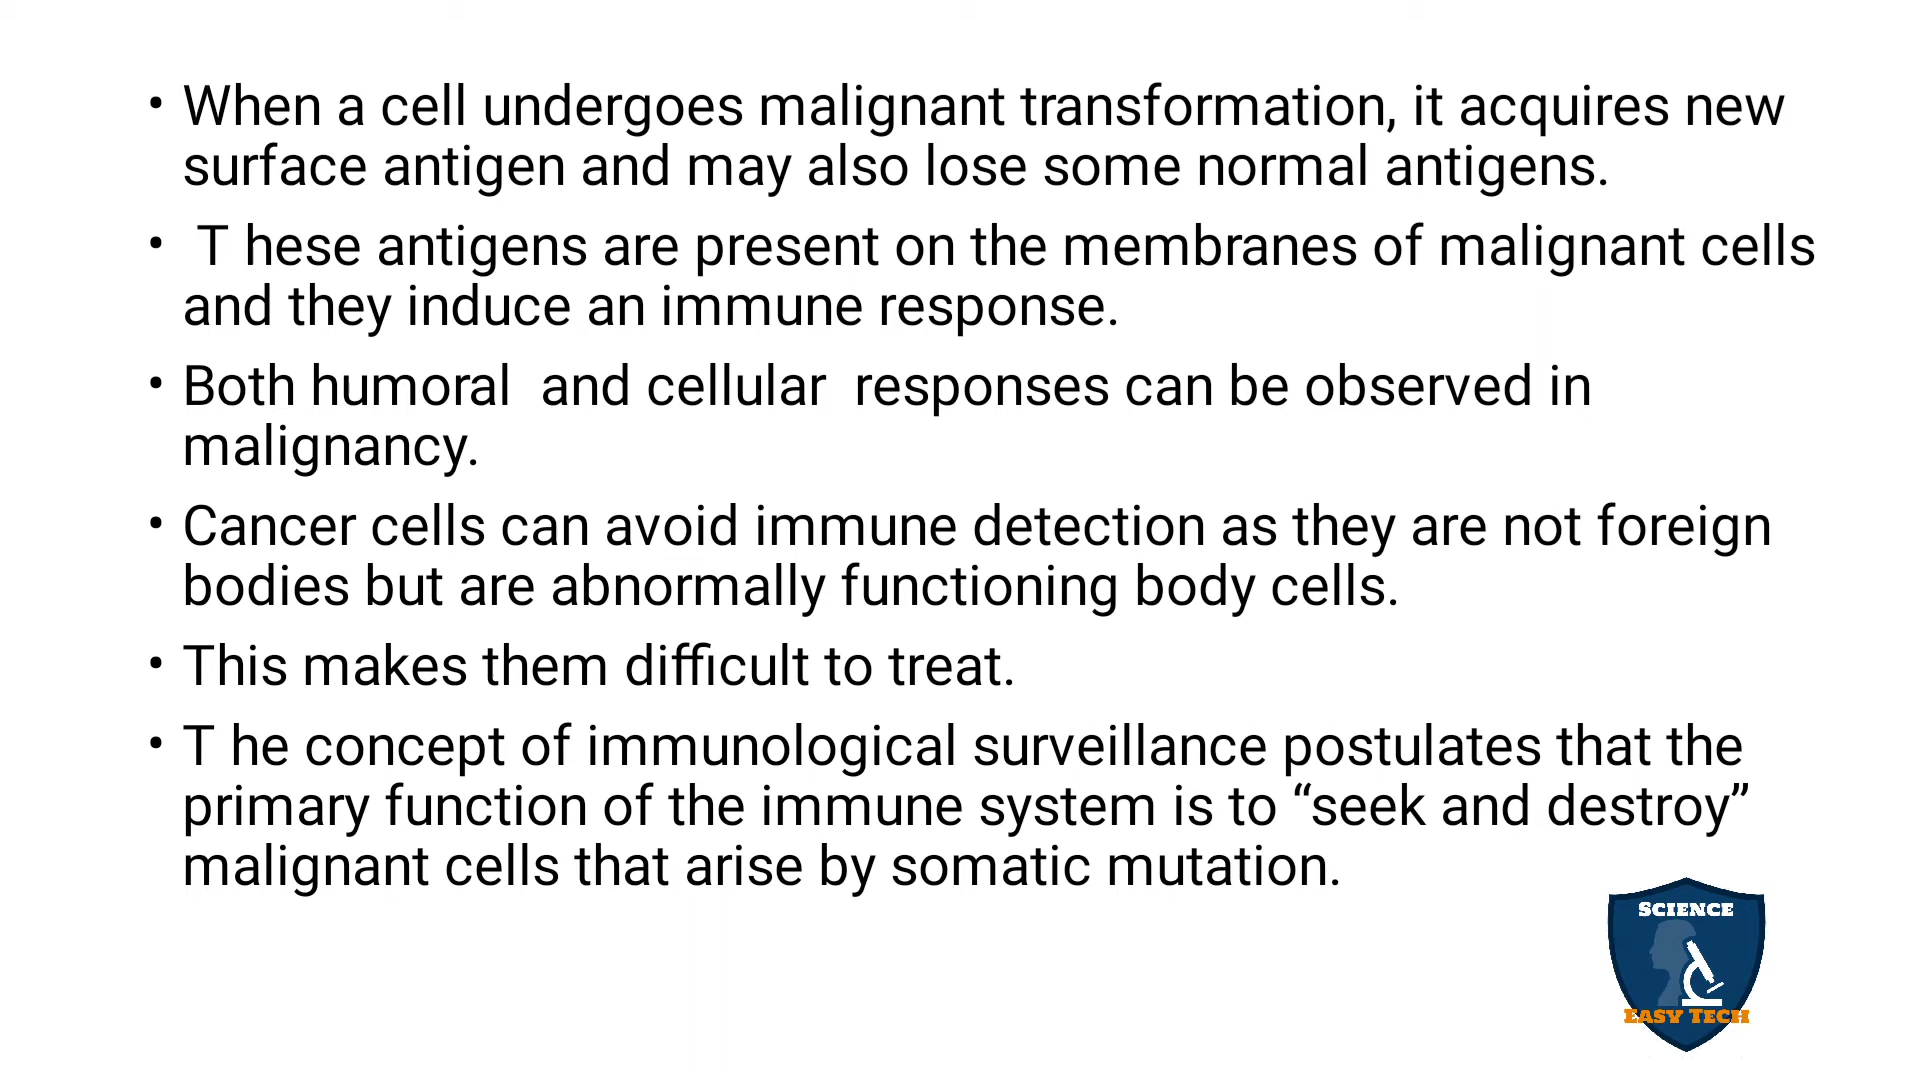 • When a cell undergoes malignant transformation, it acquires new
surface antigen and may also lose some normal antigens.
• T hese antigens are present on the membranes of malignant cells
and they induce an immune response.
• Both humoral  and cellular  responses can be observed in
malignancy.
• Cancer cells can avoid immune detection as they are not foreign
bodies but are abnormally functioning body cells.
• This makes them difficult to treat.
• T he concept of immunological surveillance postulates that the
primary function of the immune system is to “seek and destroy”
malignant cells that arise by somatic mutation.
SCIENCE
EASY TECH